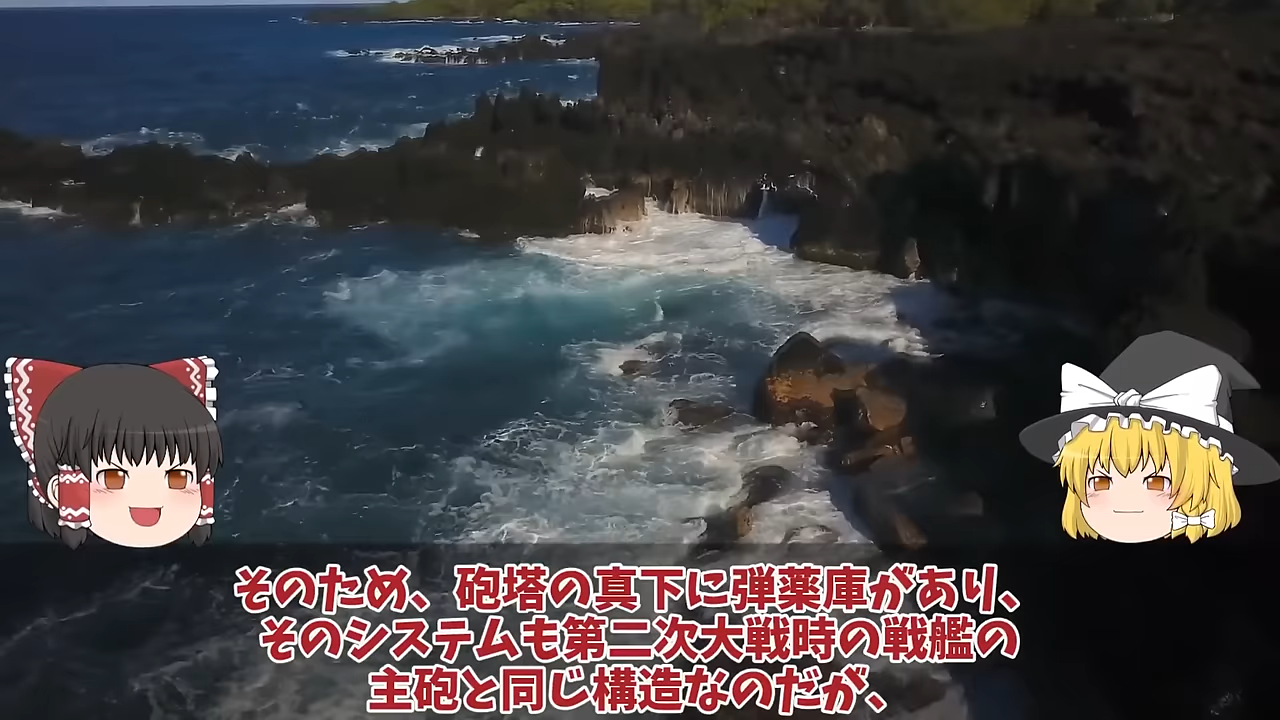 そのため、砲塔の真下に弾薬庫があり、
そのシステムも第二次大戦時の戦艦の
主砲と同じ構造なのだが、